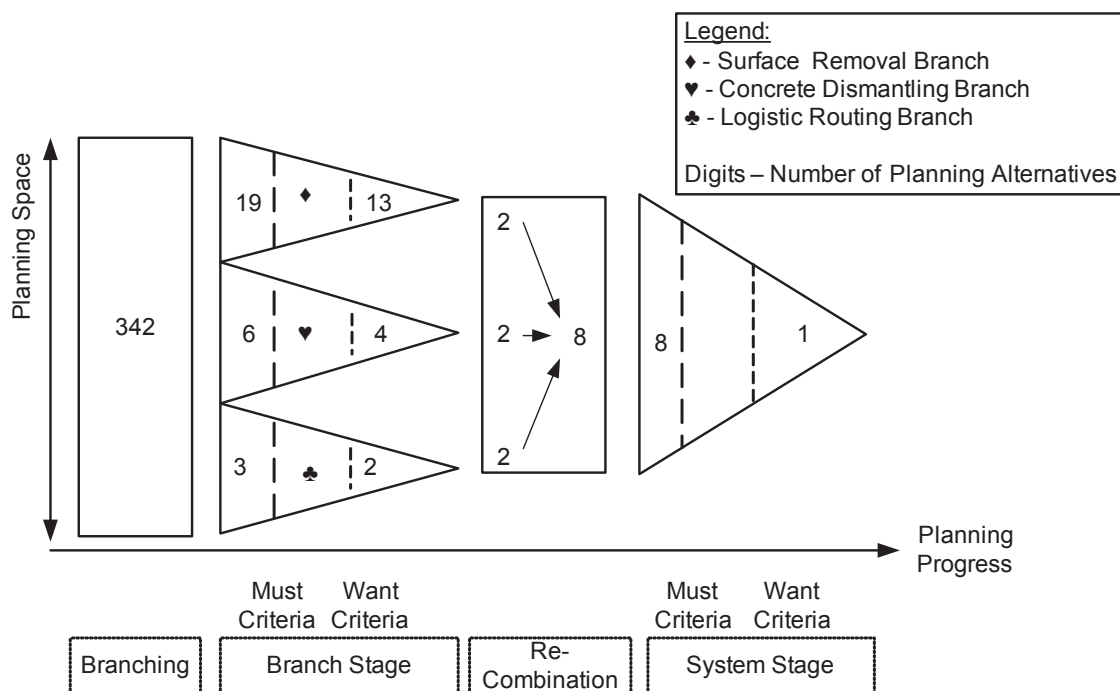 Legend:
♦ - Surface Removal Branch
♥ - Concrete Dismantling Branch
♣ - Logistic Routing Branch
Digits – Number of Planning Alternatives
Planning Space
342
19 ♦ 13
6 ♥ 4
3 ♣ 2
2
2 8
2
8 1
Planning
Progress
Must
Criteria
Want
Criteria
Must
Criteria
Want
Criteria
Branching
Branch Stage
Re-
Combination
System Stage